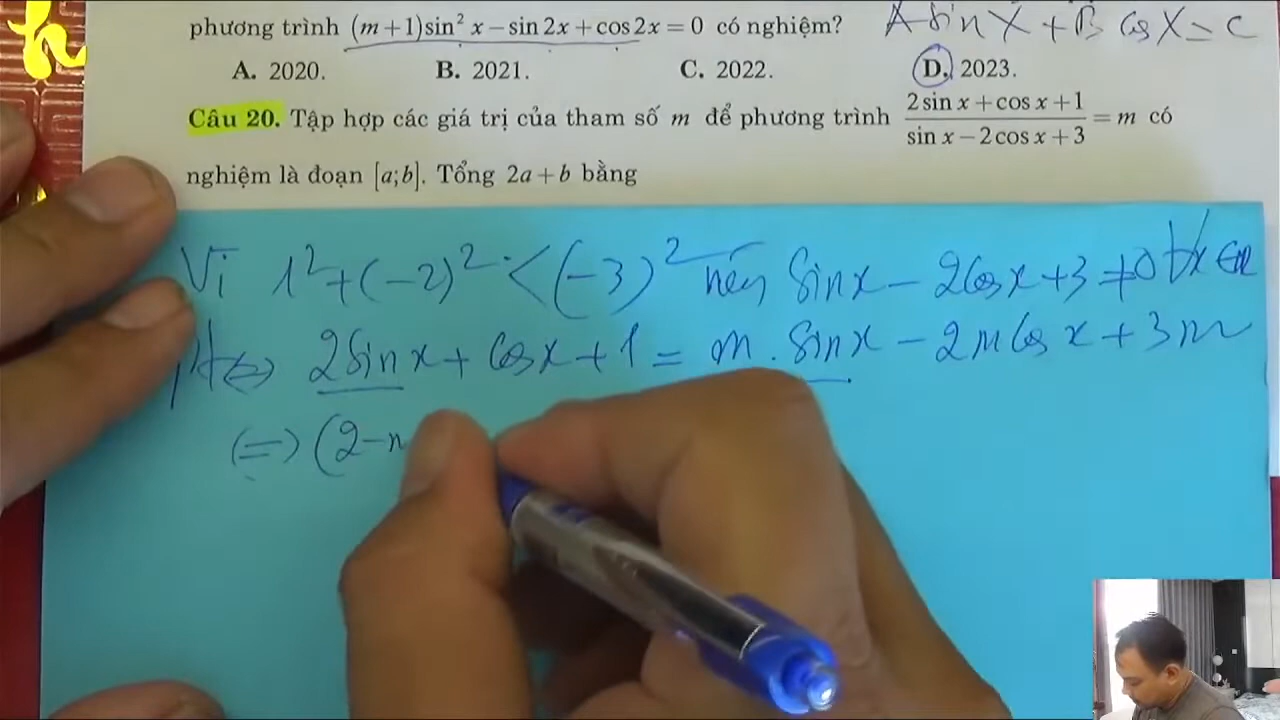 phương trình (m+1)sin² x − sin 2x + cos 2x = 0 có nghiệm? A sin X + B cos X = C
A. 2020. B. 2021. C. 2022. D. 2023.
Câu 20. Tập hợp các giá trị của tham số m để phương trình (2 sin x + cos x + 1)/(sin x − 2 cos x + 3) = m có
nghiệm là đoạn [a;b]. Tổng 2a + b bằng
Vì 1² + (−2)² < (−3)² nên sin x − 2cos x + 3 ≠ 0 ∀x ∈ R
pt ⇔ 2 sin x + cos x + 1 = m . sin x − 2m cos x + 3m
⇔ (2 − m